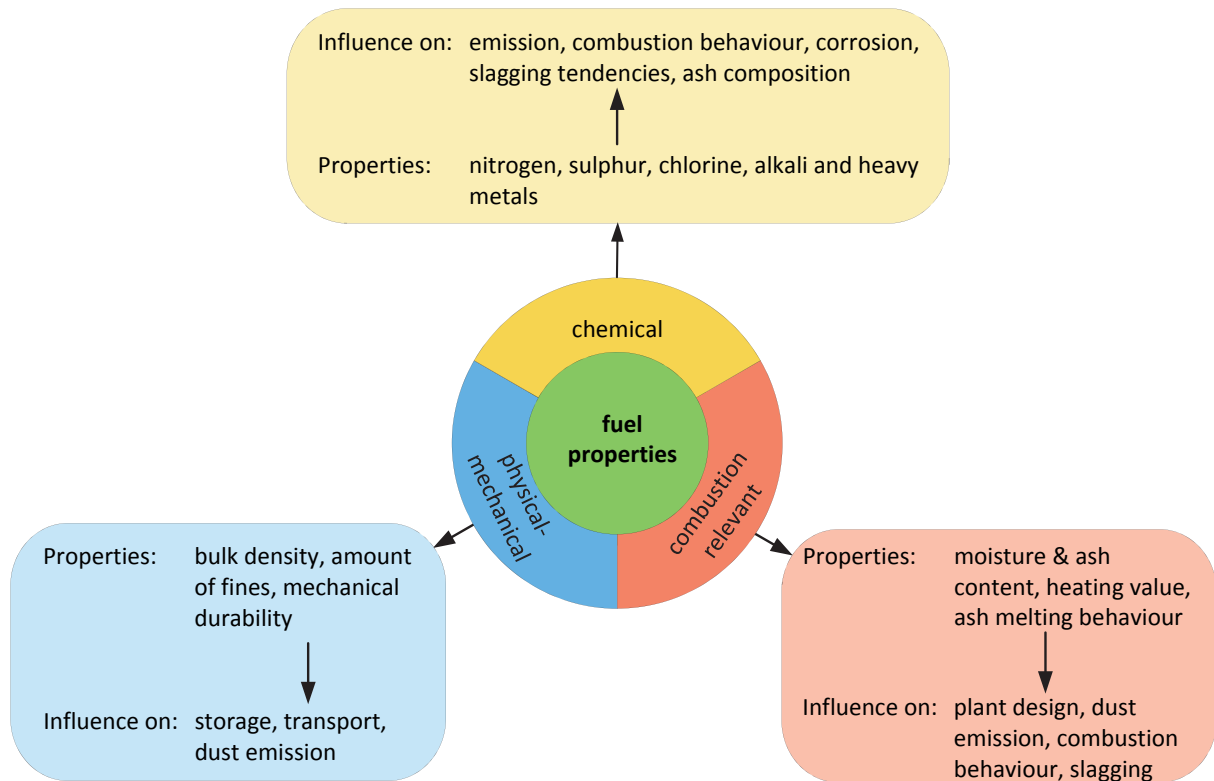 Influence on: emission, combustion behaviour, corrosion,
slagging tendencies, ash composition
Properties: nitrogen, sulphur, chlorine, alkali and heavy
metals
chemical
fuel
properties
physical-
mechanical
combustion
relevant
Properties: bulk density, amount
of fines, mechanical
durability
Influence on: storage, transport,
dust emission
Properties: moisture & ash
content, heating value,
ash melting behaviour
Influence on: plant design, dust
emission, combustion
behaviour, slagging